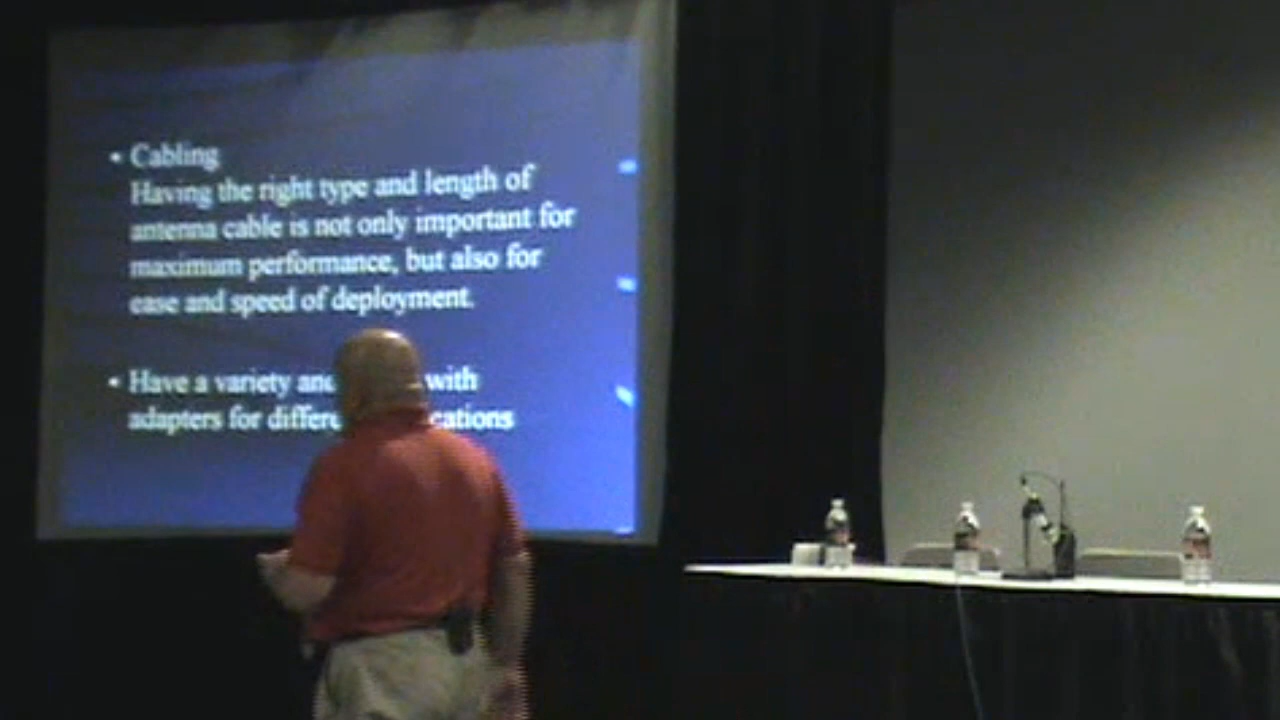 • Cabling
Having the right type and length of
antenna cable is not only important for
maximum performance, but also for
ease and speed of deployment.
• Have a variety and with
adapters for cations